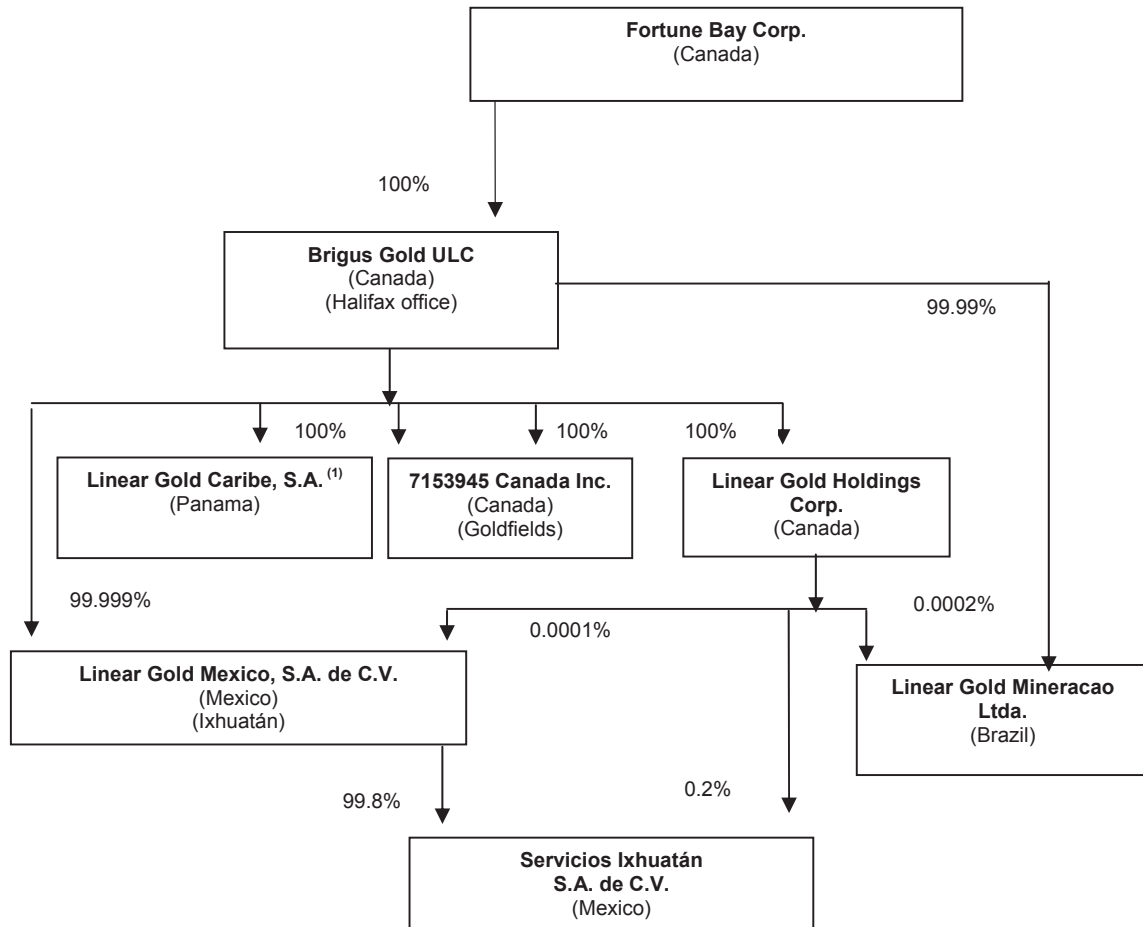 Fortune Bay Corp.
(Canada)
100%
Brigus Gold ULC
(Canada)
(Halifax office)
99.99%
100%
100%
100%
Linear Gold Caribe, S.A. (1)
(Panama)
7153945 Canada Inc.
(Canada)
(Goldfields)
Linear Gold Holdings
Corp.
(Canada)
99.999%
0.0001%
0.0002%
Linear Gold Mexico, S.A. de C.V.
(Mexico)
(Ixhuatán)
Linear Gold Mineracao
Ltda.
(Brazil)
99.8%
0.2%
Servicios Ixhuatán
S.A. de C.V.
(Mexico)